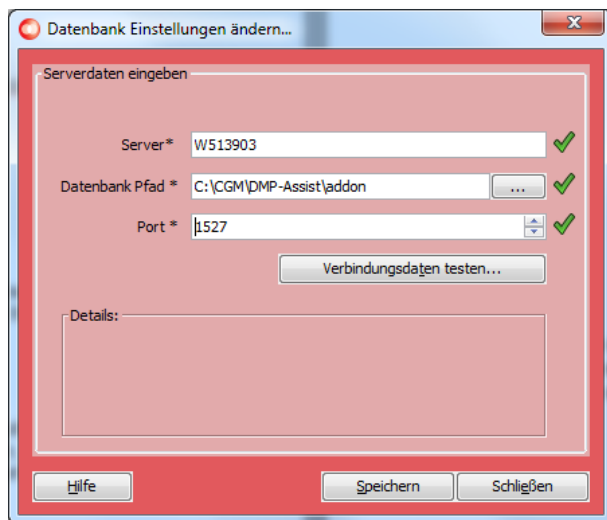 Datenbank Einstellungen ändern...
Serverdaten eingeben
Server* W513903
Datenbank Pfad * C:\CGM\DMP-Assist\addon ...
Port * 1527
Verbindungsdaten testen...
Details:
Hilfe Speichern Schließen